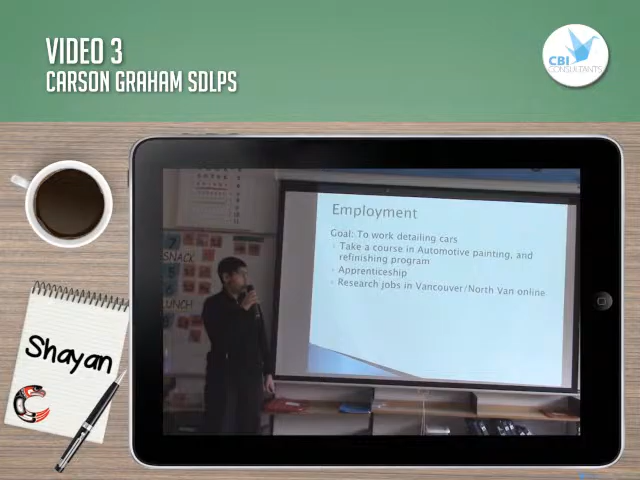 VIDEO 3
CARSON GRAHAM SDLPS
CBI
CONSULTANTS
Employment
Goal: To work detailing cars
Take a course in Automotive painting, and
refinishing program
Apprenticeship
Research jobs in Vancouver/North Van online
SNACK
LUNCH
Shayan